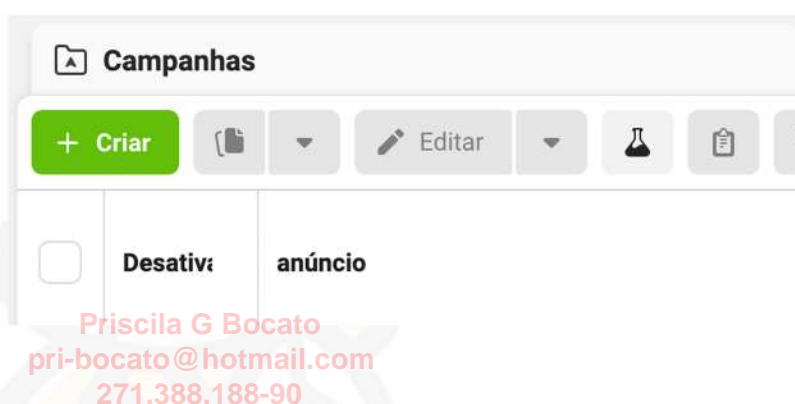 Campanhas
+ Criar Editar
Desativa anúncio
Priscila G Bocato
pri-bocato@hotmail.com
271.388.188-90